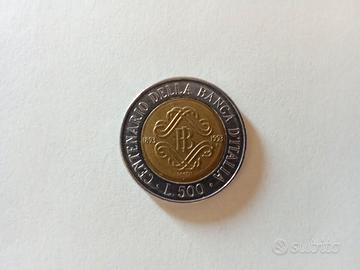 CENTENARIO DELLA BANCA D'ITALIA
1893
1993
L. 500
Subito